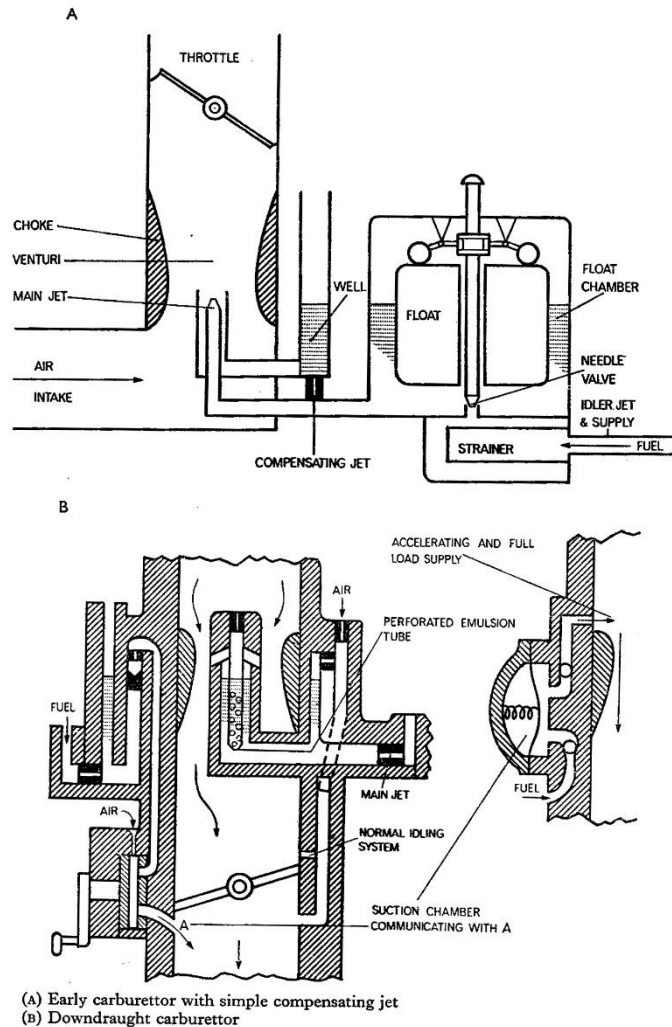 A
THROTTLE
CHOKE
VENTURI
MAIN JET
WELL
FLOAT
FLOAT
CHAMBER
AIR
INTAKE
NEEDLE
VALVE
IDLER JET
& SUPPLY
COMPENSATING JET
STRAINER
FUEL
B
ACCELERATING AND FULL
LOAD SUPPLY
AIR
PERFORATED EMULSION
TUBE
FUEL
MAIN JET
AIR
FUEL
NORMAL IDLING
SYSTEM
A
SUCTION CHAMBER
COMMUNICATING WITH A
(A) Early carburettor with simple compensating jet
(B) Downdraught carburettor